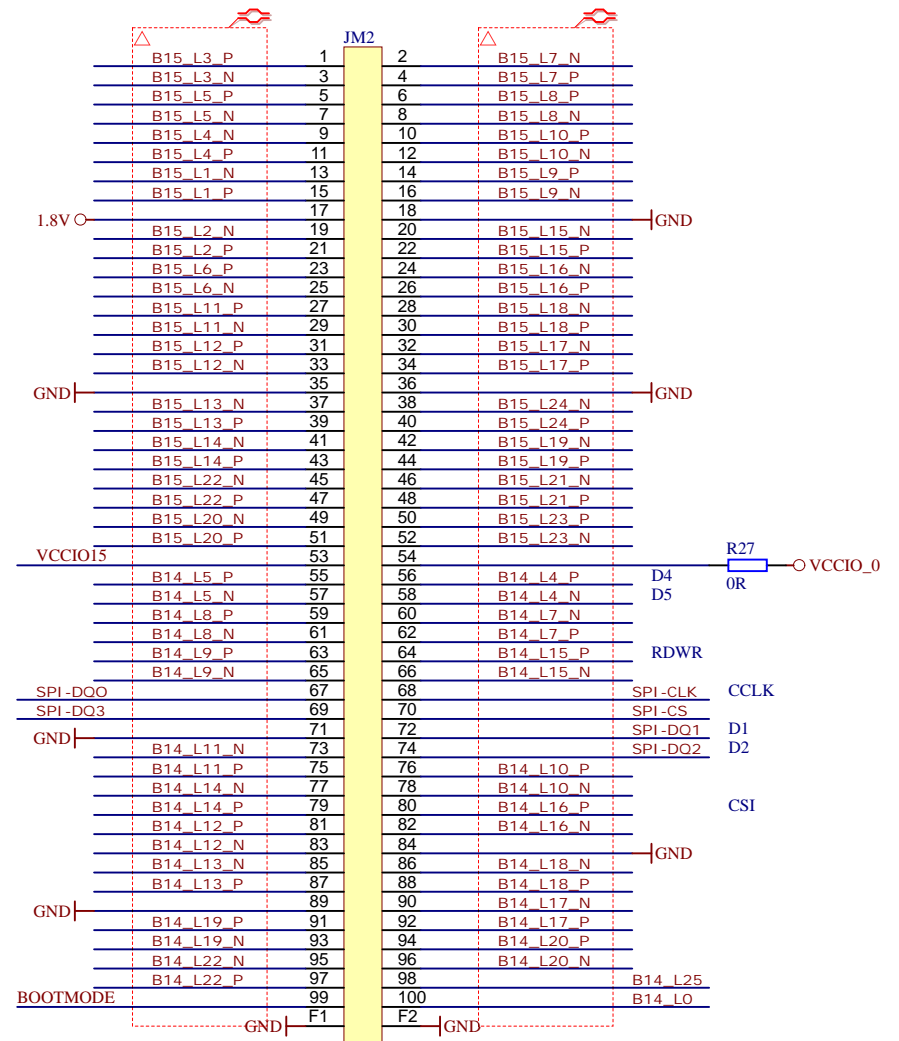 JM2
B15_L3_P 1 2 B15_L7_N
B15_L3_N 3 4 B15_L7_P
B15_L5_P 5 6 B15_L8_P
B15_L5_N 7 8 B15_L8_N
B15_L4_N 9 10 B15_L10_P
B15_L4_P 11 12 B15_L10_N
B15_L1_N 13 14 B15_L9_P
B15_L1_P 15 16 B15_L9_N
1.8V 17 18 GND
B15_L2_N 19 20 B15_L15_N
B15_L2_P 21 22 B15_L15_P
B15_L6_P 23 24 B15_L16_N
B15_L6_N 25 26 B15_L16_P
B15_L11_P 27 28 B15_L18_N
B15_L11_N 29 30 B15_L18_P
B15_L12_P 31 32 B15_L17_N
B15_L12_N 33 34 B15_L17_P
GND 35 36 GND
B15_L13_N 37 38 B15_L24_N
B15_L13_P 39 40 B15_L24_P
B15_L14_N 41 42 B15_L19_N
B15_L14_P 43 44 B15_L19_P
B15_L22_N 45 46 B15_L21_N
B15_L22_P 47 48 B15_L21_P
B15_L20_N 49 50 B15_L23_P
B15_L20_P 51 52 B15_L23_N
VCCIO15 53 54 R27 0R VCCIO_0
B14_L5_P 55 56 B14_L4_P D4
B14_L5_N 57 58 B14_L4_N D5
B14_L8_P 59 60 B14_L7_N
B14_L8_N 61 62 B14_L7_P
B14_L9_P 63 64 B14_L15_P RDWR
B14_L9_N 65 66 B14_L15_N
SPI-DQ0 67 68 SPI-CLK CCLK
SPI-DQ3 69 70 SPI-CS
GND 71 72 SPI-DQ1 D1
B14_L11_N 73 74 SPI-DQ2 D2
B14_L11_P 75 76 B14_L10_P
B14_L14_N 77 78 B14_L10_N
B14_L14_P 79 80 B14_L16_P CSI
B14_L12_P 81 82 B14_L16_N
B14_L12_N 83 84 GND
B14_L13_N 85 86 B14_L18_N
B14_L13_P 87 88 B14_L18_P
GND 89 90 B14_L17_N
B14_L19_P 91 92 B14_L17_P
B14_L19_N 93 94 B14_L20_P
B14_L22_N 95 96 B14_L20_N
B14_L22_P 97 98 B14_L25
BOOTMODE 99 100 B14_L0
GND F1 F2 GND